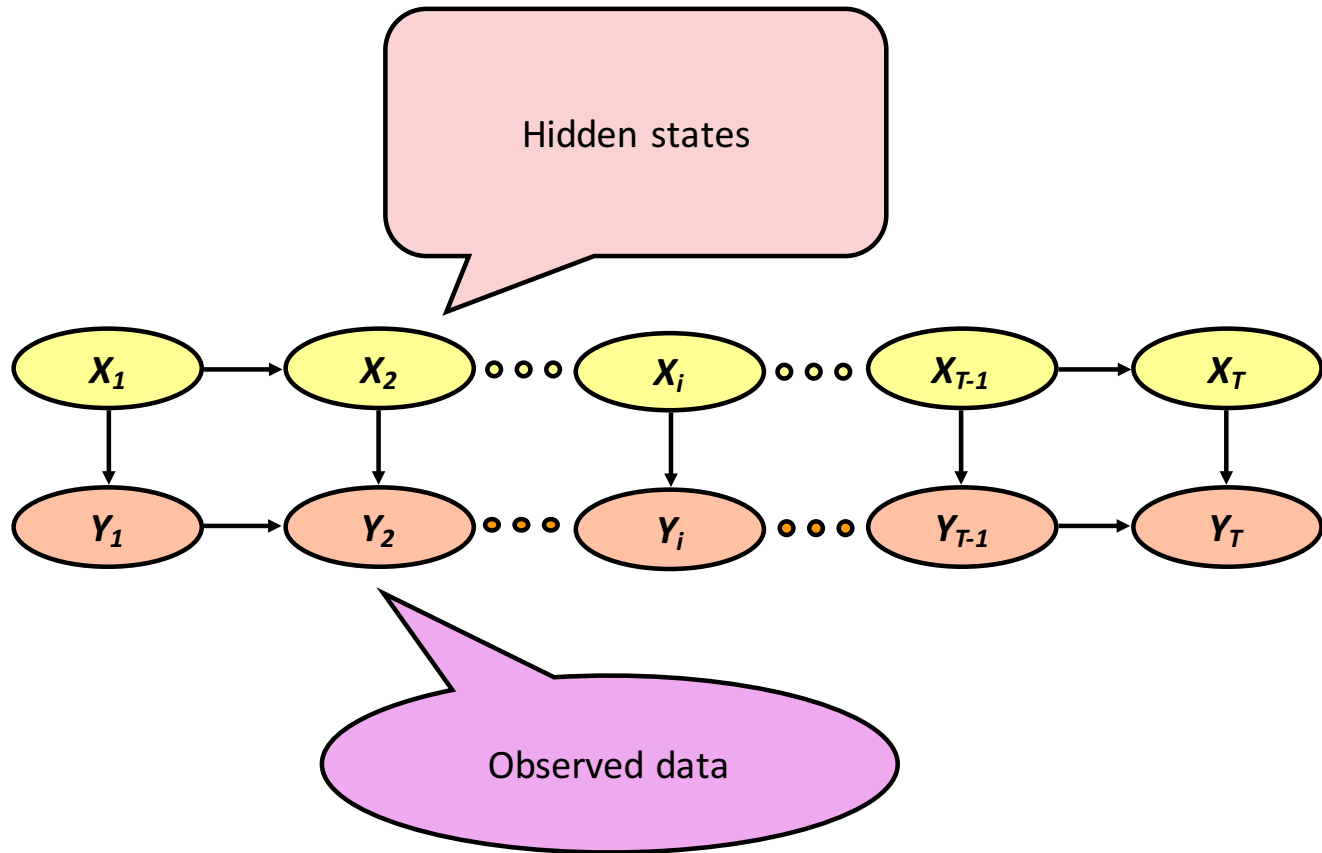 Hidden states
X1 X2 Xi XT-1 XT
Y1 Y2 Yi YT-1 YT
Observed data